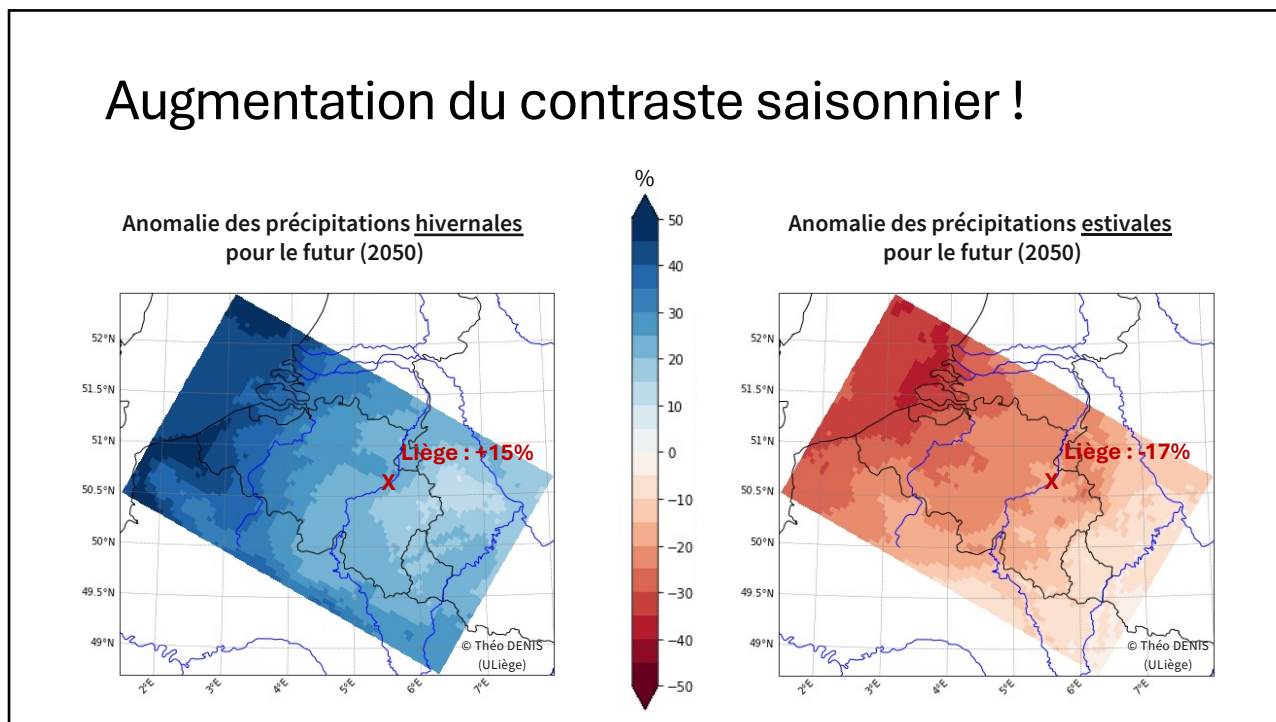 Augmentation du contraste saisonnier !
Anomalie des précipitations hivernales
pour le futur (2050)
52°N
51.5°N
51°N
50.5°N
50°N
49.5°N
49°N
2°E
3°E
4°E
5°E
6°E
7°E
Liège : +15%
X
© Théo DENIS
(ULiège)
%
50
40
30
20
10
0
−10
−20
−30
−40
−50
Anomalie des précipitations estivales
pour le futur (2050)
52°N
51.5°N
51°N
50.5°N
50°N
49.5°N
49°N
2°E
3°E
4°E
5°E
6°E
7°E
Liège : -17%
X
© Théo DENIS
(ULiège)